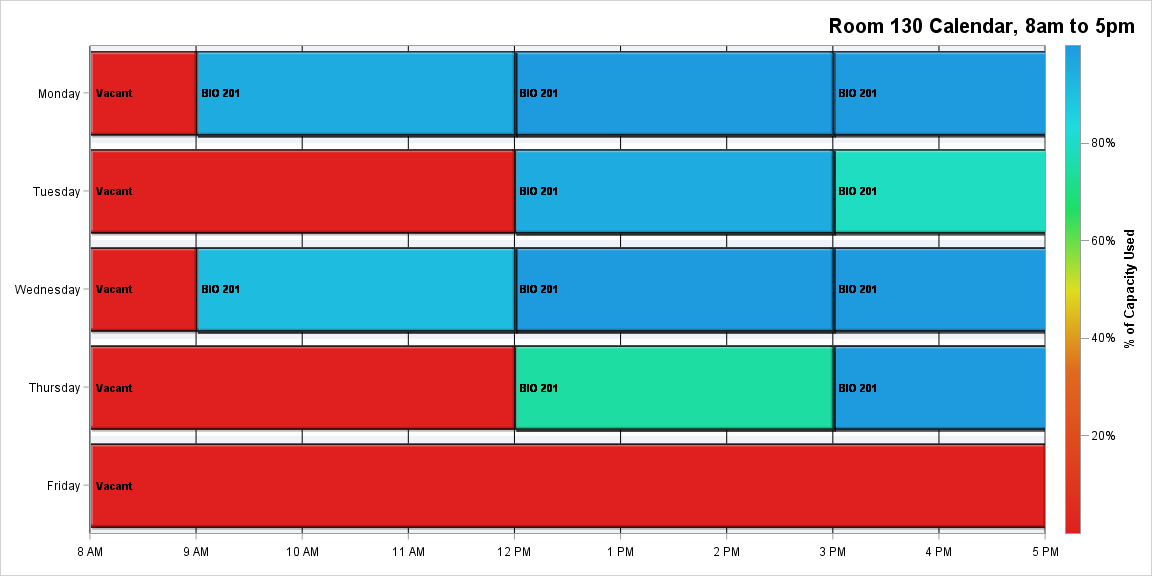 Room 130 Calendar, 8am to 5pm
Monday
Vacant
BIO 201
BIO 201
BIO 201
Tuesday
Vacant
BIO 201
BIO 201
Wednesday
Vacant
BIO 201
BIO 201
BIO 201
Thursday
Vacant
BIO 201
BIO 201
Friday
Vacant
8 AM
9 AM
10 AM
11 AM
12 PM
1 PM
2 PM
3 PM
4 PM
5 PM
80%
60%
40%
20%
% of Capacity Used